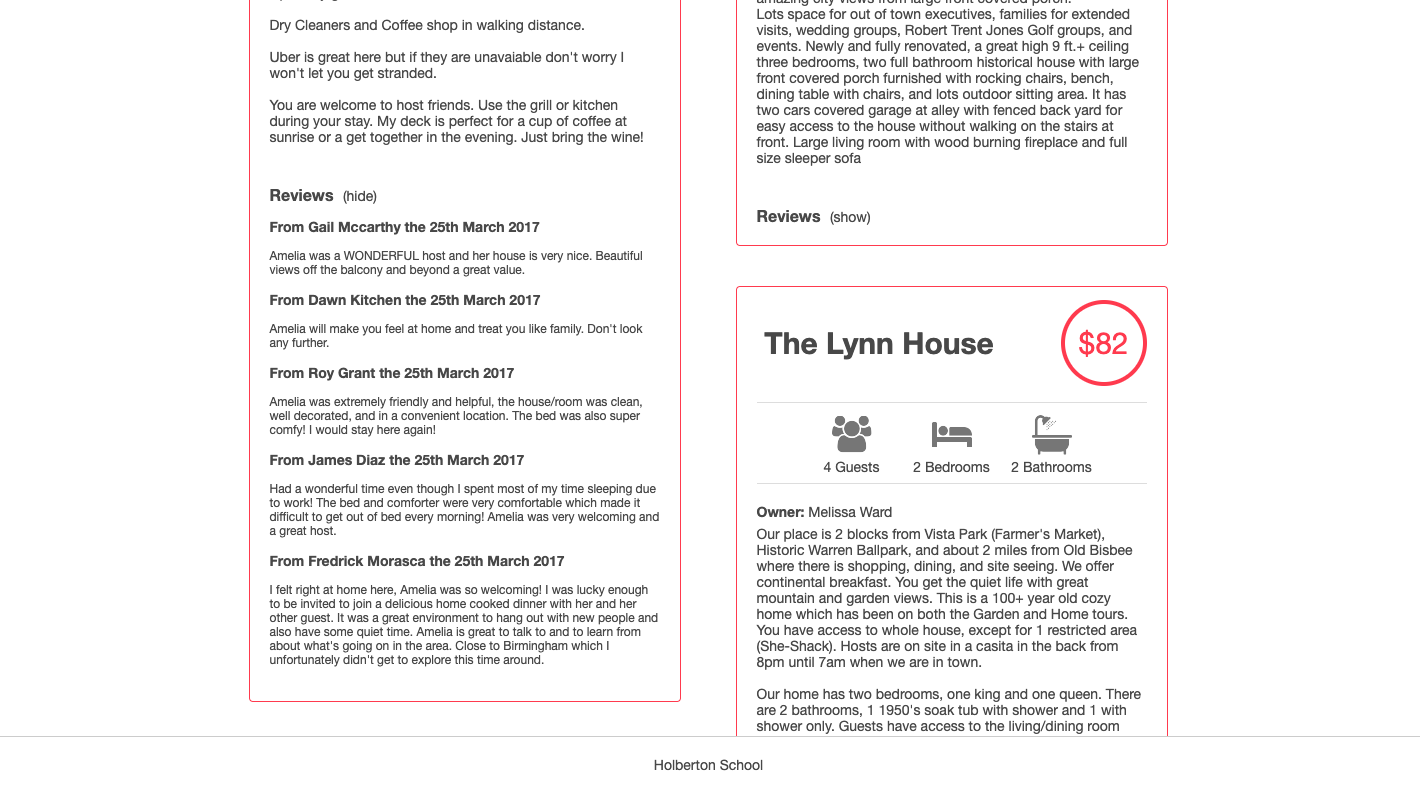 Dry Cleaners and Coffee shop in walking distance.
Uber is great here but if they are unavaiable don't worry I
won't let you get stranded.
You are welcome to host friends. Use the grill or kitchen
during your stay. My deck is perfect for a cup of coffee at
sunrise or a get together in the evening. Just bring the wine!
Reviews (hide)
From Gail Mccarthy the 25th March 2017
Amelia was a WONDERFUL host and her house is very nice. Beautiful
views off the balcony and beyond a great value.
From Dawn Kitchen the 25th March 2017
Amelia will make you feel at home and treat you like family. Don't look
any further.
From Roy Grant the 25th March 2017
Amelia was extremely friendly and helpful, the house/room was clean,
well decorated, and in a convenient location. The bed was also super
comfy! I would stay here again!
From James Diaz the 25th March 2017
Had a wonderful time even though I spent most of my time sleeping due
to work! The bed and comforter were very comfortable which made it
difficult to get out of bed every morning! Amelia was very welcoming and
a great host.
From Fredrick Morasca the 25th March 2017
I felt right at home here, Amelia was so welcoming! I was lucky enough
to be invited to join a delicious home cooked dinner with her and her
other guest. It was a great environment to hang out with new people and
also have some quiet time. Amelia is great to talk to and to learn from
about what's going on in the area. Close to Birmingham which I
unfortunately didn't get to explore this time around.
amazing city views from large front covered porch.
Lots space for out of town executives, families for extended
visits, wedding groups, Robert Trent Jones Golf groups, and
events. Newly and fully renovated, a great high 9 ft.+ ceiling
three bedrooms, two full bathroom historical house with large
front covered porch furnished with rocking chairs, bench,
dining table with chairs, and lots outdoor sitting area. It has
two cars covered garage at alley with fenced back yard for
easy access to the house without walking on the stairs at
front. Large living room with wood burning fireplace and full
size sleeper sofa
Reviews (show)
The Lynn House
$82
4 Guests
2 Bedrooms
2 Bathrooms
Owner: Melissa Ward
Our place is 2 blocks from Vista Park (Farmer's Market),
Historic Warren Ballpark, and about 2 miles from Old Bisbee
where there is shopping, dining, and site seeing. We offer
continental breakfast. You get the quiet life with great
mountain and garden views. This is a 100+ year old cozy
home which has been on both the Garden and Home tours.
You have access to whole house, except for 1 restricted area
(She-Shack). Hosts are on site in a casita in the back from
8pm until 7am when we are in town.
Our home has two bedrooms, one king and one queen. There
are 2 bathrooms, 1 1950's soak tub with shower and 1 with
shower only. Guests have access to the living/dining room
Holberton School